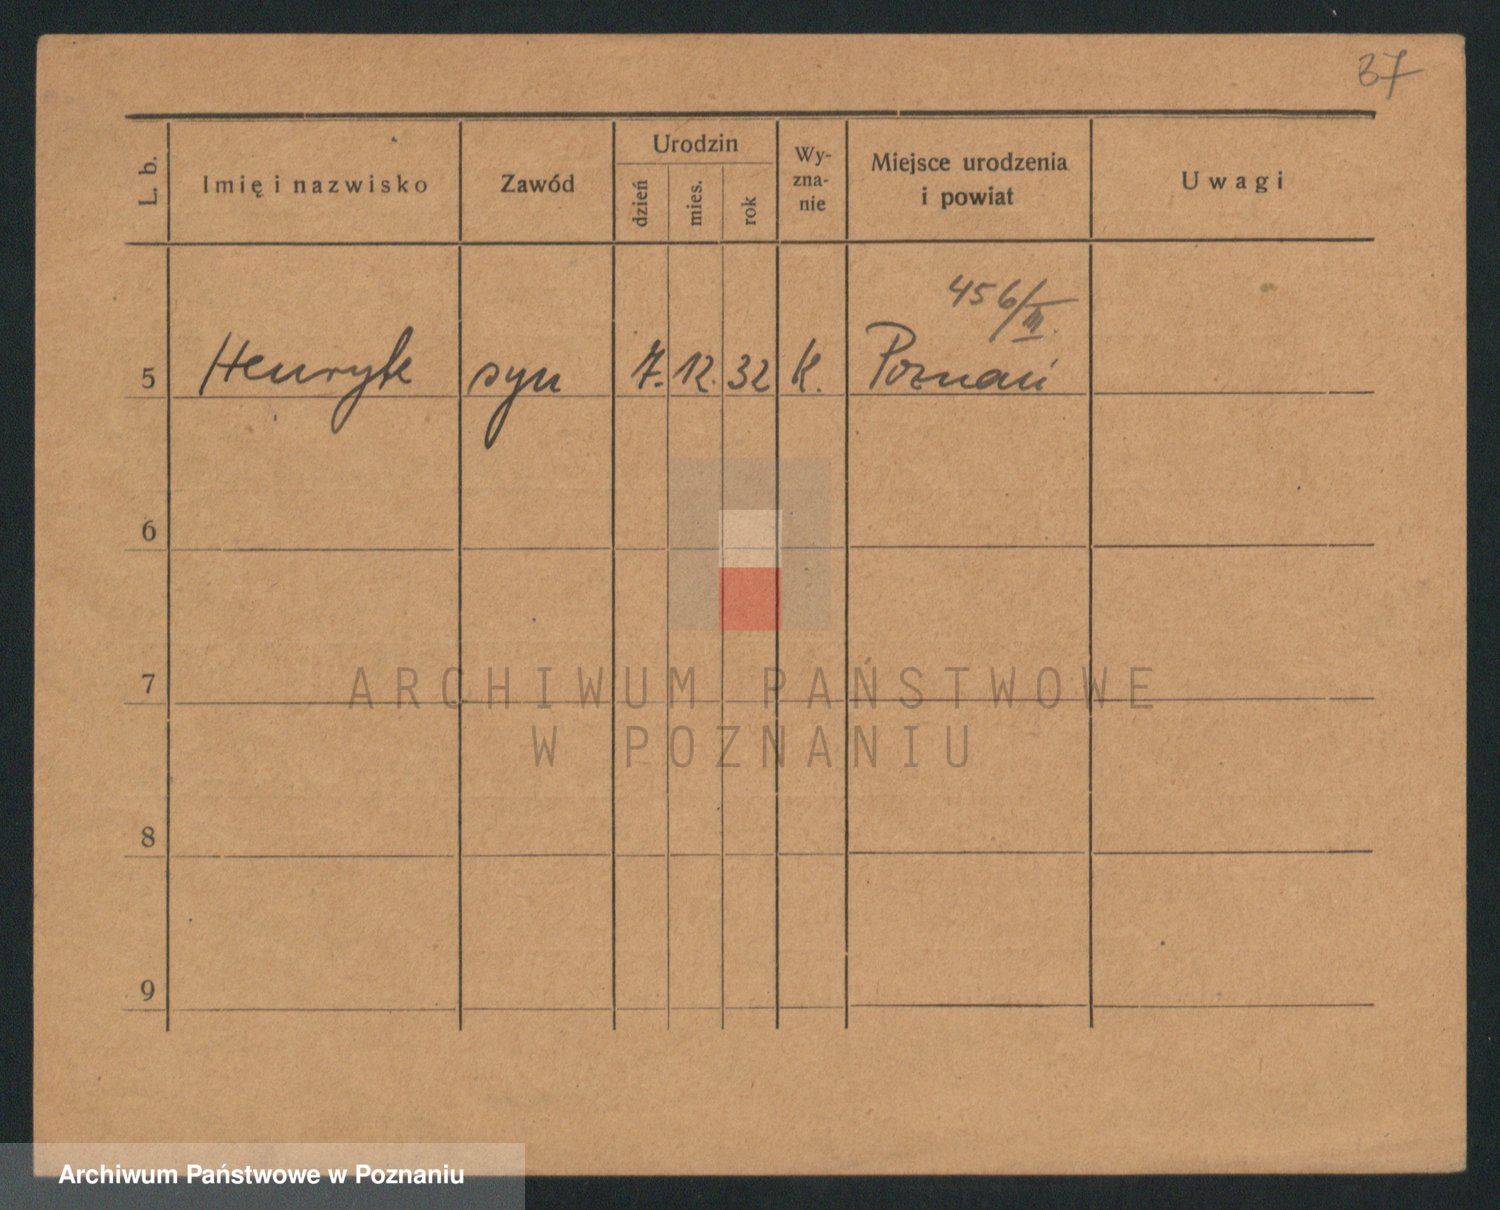 37
L. b. Imię i nazwisko Zawód Urodzin dzień mies. rok Wy-zna-nie Miejsce urodzenia i powiat Uwagi
456/III.
5 Henryk syn 7. 12. 32 K. Poznań
6
7
8
9
ARCHIWUM PAŃSTWOWE
W POZNANIU
Archiwum Państwowe w Poznaniu